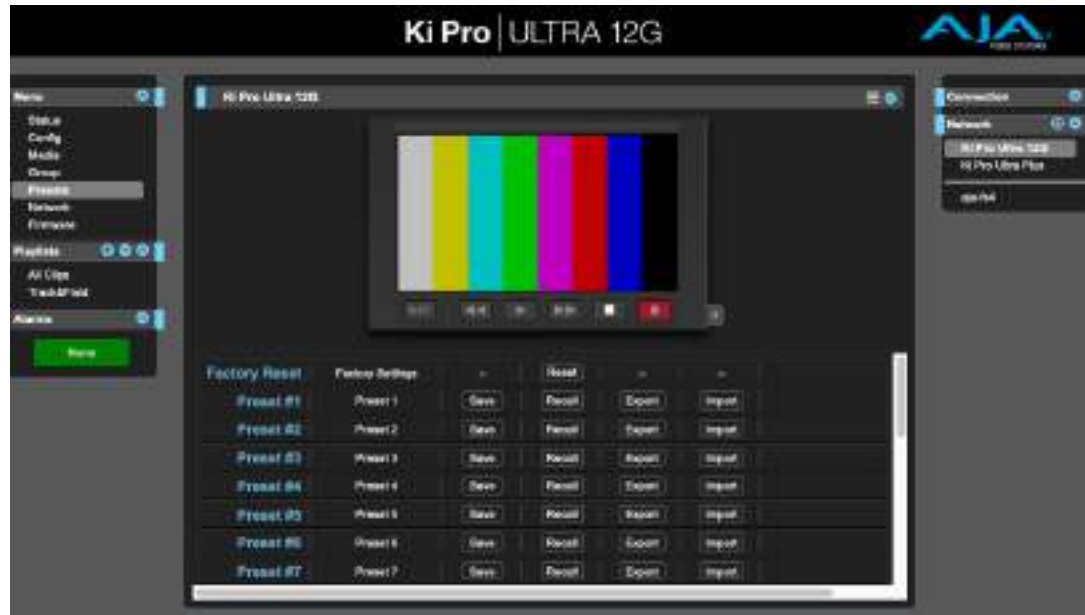 Ki Pro | ULTRA 12G
AJA
VIDEO SYSTEMS
Menu
Status
Config
Media
Group
Presets
Network
Firmware
Playlists
All Clips
Track&Field
Alarms
None
Ki Pro Ultra 12G
Connection
Network
Ki Pro Ultra 12G
Ki Pro Ultra Plus
Factory Reset Factory Settings -- Reset -- --
Preset #1 Preset 1 Save Recall Export Import
Preset #2 Preset 2 Save Recall Export Import
Preset #3 Preset 3 Save Recall Export Import
Preset #4 Preset 4 Save Recall Export Import
Preset #5 Preset 5 Save Recall Export Import
Preset #6 Preset 6 Save Recall Export Import
Preset #7 Preset 7 Save Recall Export Import